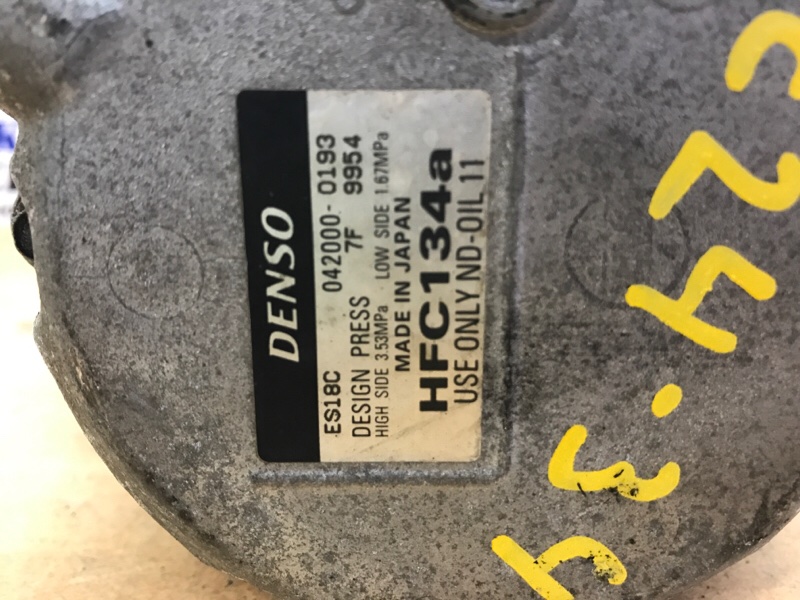 DENSO
ES18C 042000-0193
DESIGN PRESS 7F 9954
HIGH SIDE 3.53MPa LOW SIDE 1.67MPa
MADE IN JAPAN
HFC134a
USE ONLY ND-OIL 11